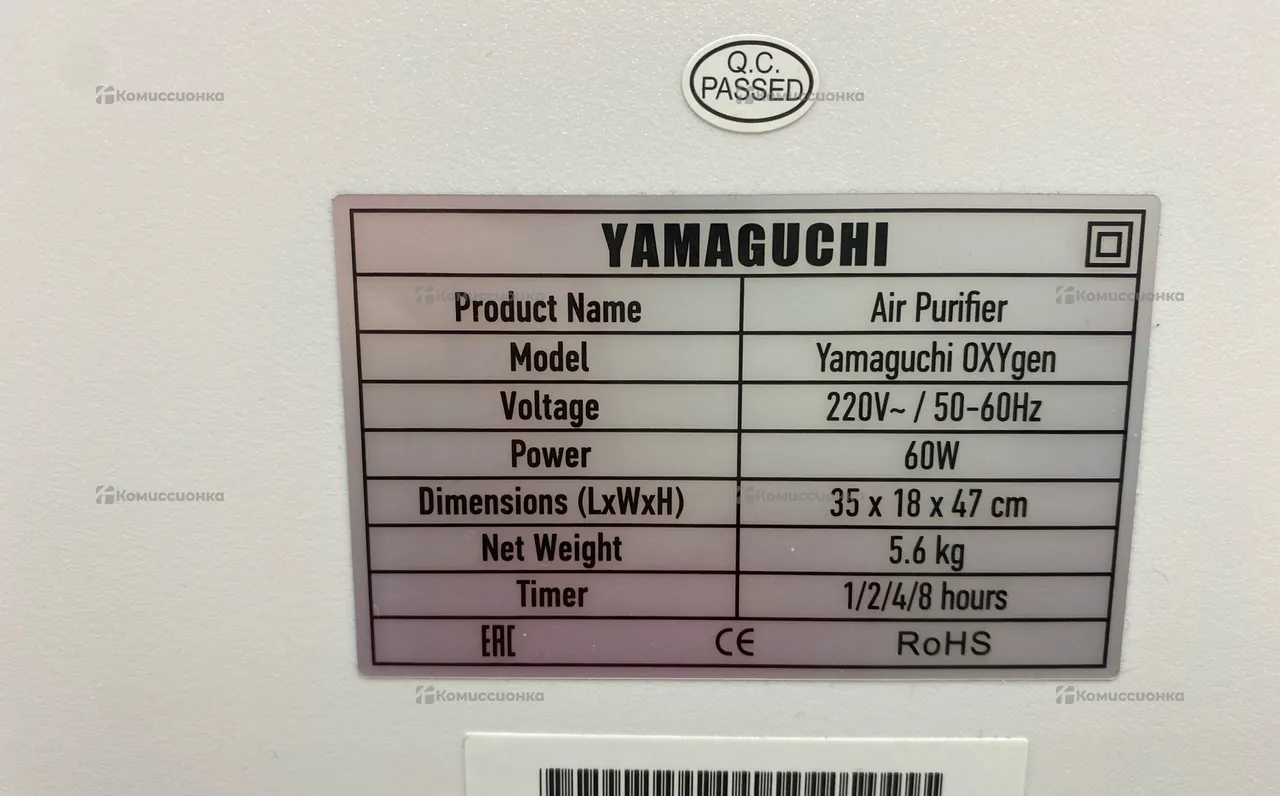 Q.C.
PASSED
Комиссионка
Комиссионка
YAMAGUCHI
Product Name Air Purifier
Комиссионка
Комиссионка
Model Yamaguchi OXYgen
Voltage 220V~ / 50-60Hz
Power 60W
Комиссионка
Комиссионка
Dimensions (LxWxH) 35 x 18 x 47 cm
Net Weight 5.6 kg
Timer 1/2/4/8 hours
EAC CE RoHS
Комиссионка
Комиссионка